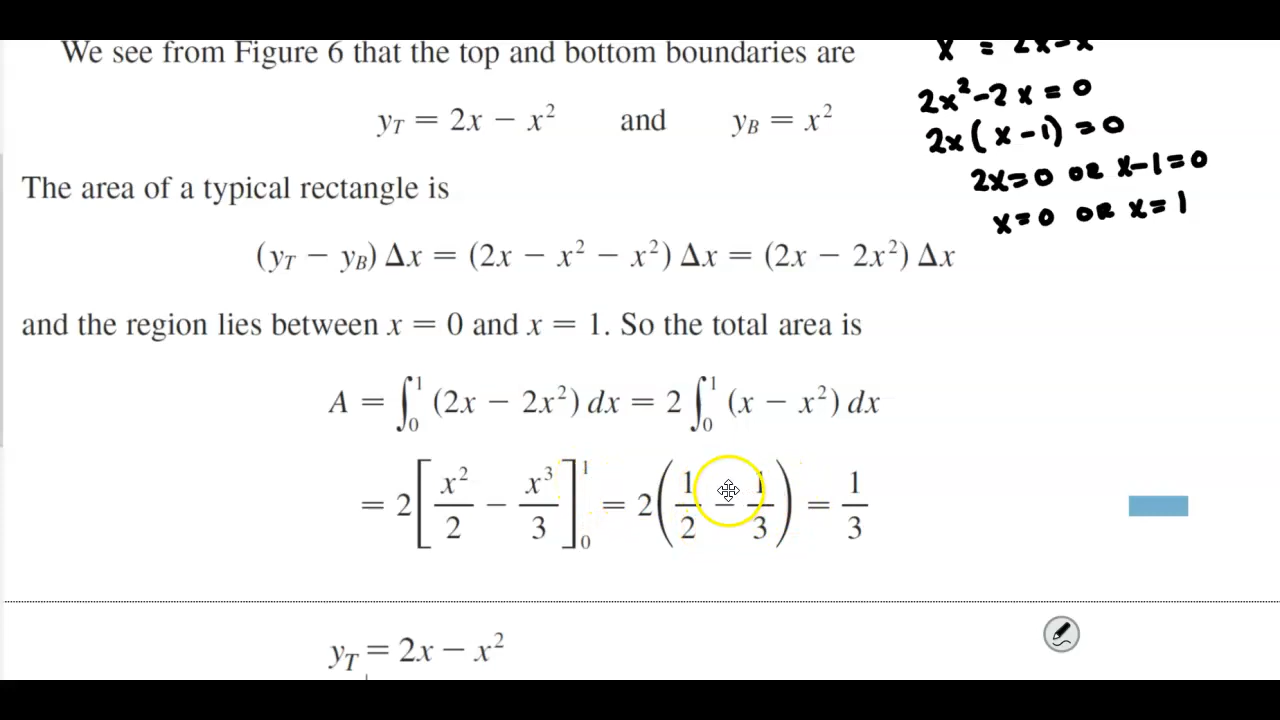 We see from Figure 6 that the top and bottom boundaries are
y_T = 2x − x² and y_B = x²
The area of a typical rectangle is
(y_T − y_B) Δx = (2x − x² − x²) Δx = (2x − 2x²) Δx
and the region lies between x = 0 and x = 1. So the total area is
A = ∫₀¹ (2x − 2x²) dx = 2 ∫₀¹ (x − x²) dx
= 2[x²/2 − x³/3]₀¹ = 2(1/2 − 1/3) = 1/3
y_T = 2x − x²
2x² − 2x = 0
2x(x − 1) = 0
2x = 0 OR x − 1 = 0
x = 0 OR x = 1